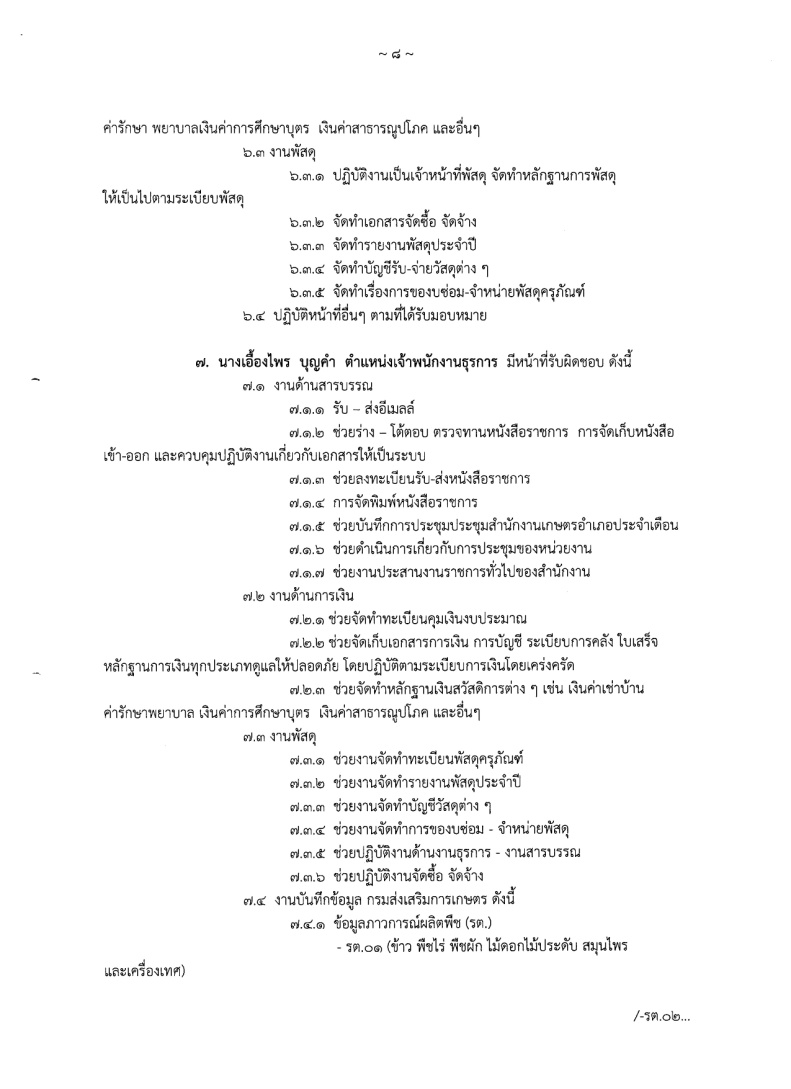 ~ ๘ ~
ค่ารักษา พยาบาลเงินค่าการศึกษาบุตร เงินค่าสาธารณูปโภค และอื่นๆ
๖.๓ งานพัสดุ
๖.๓.๑ ปฏิบัติงานเป็นเจ้าหน้าที่พัสดุ จัดทำหลักฐานการพัสดุ
ให้เป็นไปตามระเบียบพัสดุ
๖.๓.๒ จัดทำเอกสารจัดซื้อ จัดจ้าง
๖.๓.๓ จัดทำรายงานพัสดุประจำปี
๖.๓.๔ จัดทำบัญชีรับ-จ่ายวัสดุต่าง ๆ
๖.๓.๕ จัดทำเรื่องการของบซ่อม-จำหน่ายพัสดุครุภัณฑ์
๖.๔ ปฏิบัติหน้าที่อื่นๆ ตามที่ได้รับมอบหมาย
๗. นางเอื้องไพร บุญคำ ตำแหน่งเจ้าพนักงานธุรการ มีหน้าที่รับผิดชอบ ดังนี้
๗.๑ งานด้านสารบรรณ
๗.๑.๑ รับ – ส่งอีเมลล์
๗.๑.๒ ช่วยร่าง – โต้ตอบ ตรวจทานหนังสือราชการ การจัดเก็บหนังสือ
เข้า-ออก และควบคุมปฏิบัติงานเกี่ยวกับเอกสารให้เป็นระบบ
๗.๑.๓ ช่วยลงทะเบียนรับ-ส่งหนังสือราชการ
๗.๑.๔ การจัดพิมพ์หนังสือราชการ
๗.๑.๕ ช่วยบันทึกการประชุมประชุมสำนักงานเกษตรอำเภอประจำเดือน
๗.๑.๖ ช่วยดำเนินการเกี่ยวกับการประชุมของหน่วยงาน
๗.๑.๗ ช่วยงานประสานงานราชการทั่วไปของสำนักงาน
๗.๒ งานด้านการเงิน
๗.๒.๑ ช่วยจัดทำทะเบียนคุมเงินงบประมาณ
๗.๒.๒ ช่วยจัดเก็บเอกสารการเงิน การบัญชี ระเบียบการคลัง ใบเสร็จ
หลักฐานการเงินทุกประเภทดูแลให้ปลอดภัย โดยปฏิบัติตามระเบียบการเงินโดยเคร่งครัด
๗.๒.๓ ช่วยจัดทำหลักฐานเงินสวัสดิการต่าง ๆ เช่น เงินค่าเช่าบ้าน
ค่ารักษาพยาบาล เงินค่าการศึกษาบุตร เงินค่าสาธารณูปโภค และอื่นๆ
๗.๓ งานพัสดุ
๗.๓.๑ ช่วยงานจัดทำทะเบียนพัสดุครุภัณฑ์
๗.๓.๒ ช่วยงานจัดทำรายงานพัสดุประจำปี
๗.๓.๓ ช่วยงานจัดทำบัญชีวัสดุต่าง ๆ
๗.๓.๔ ช่วยงานจัดทำการของบซ่อม - จำหน่ายพัสดุ
๗.๓.๕ ช่วยปฏิบัติงานด้านงานธุรการ - งานสารบรรณ
๗.๓.๖ ช่วยปฏิบัติงานจัดซื้อ จัดจ้าง
๗.๔ งานบันทึกข้อมูล กรมส่งเสริมการเกษตร ดังนี้
๗.๔.๑ ข้อมูลภาวการณ์ผลิตพืช (รต.)
- รต.๐๑ (ข้าว พืชไร่ พืชผัก ไม้ดอกไม้ประดับ สมุนไพร
และเครื่องเทศ)
/-รต.๐๒...